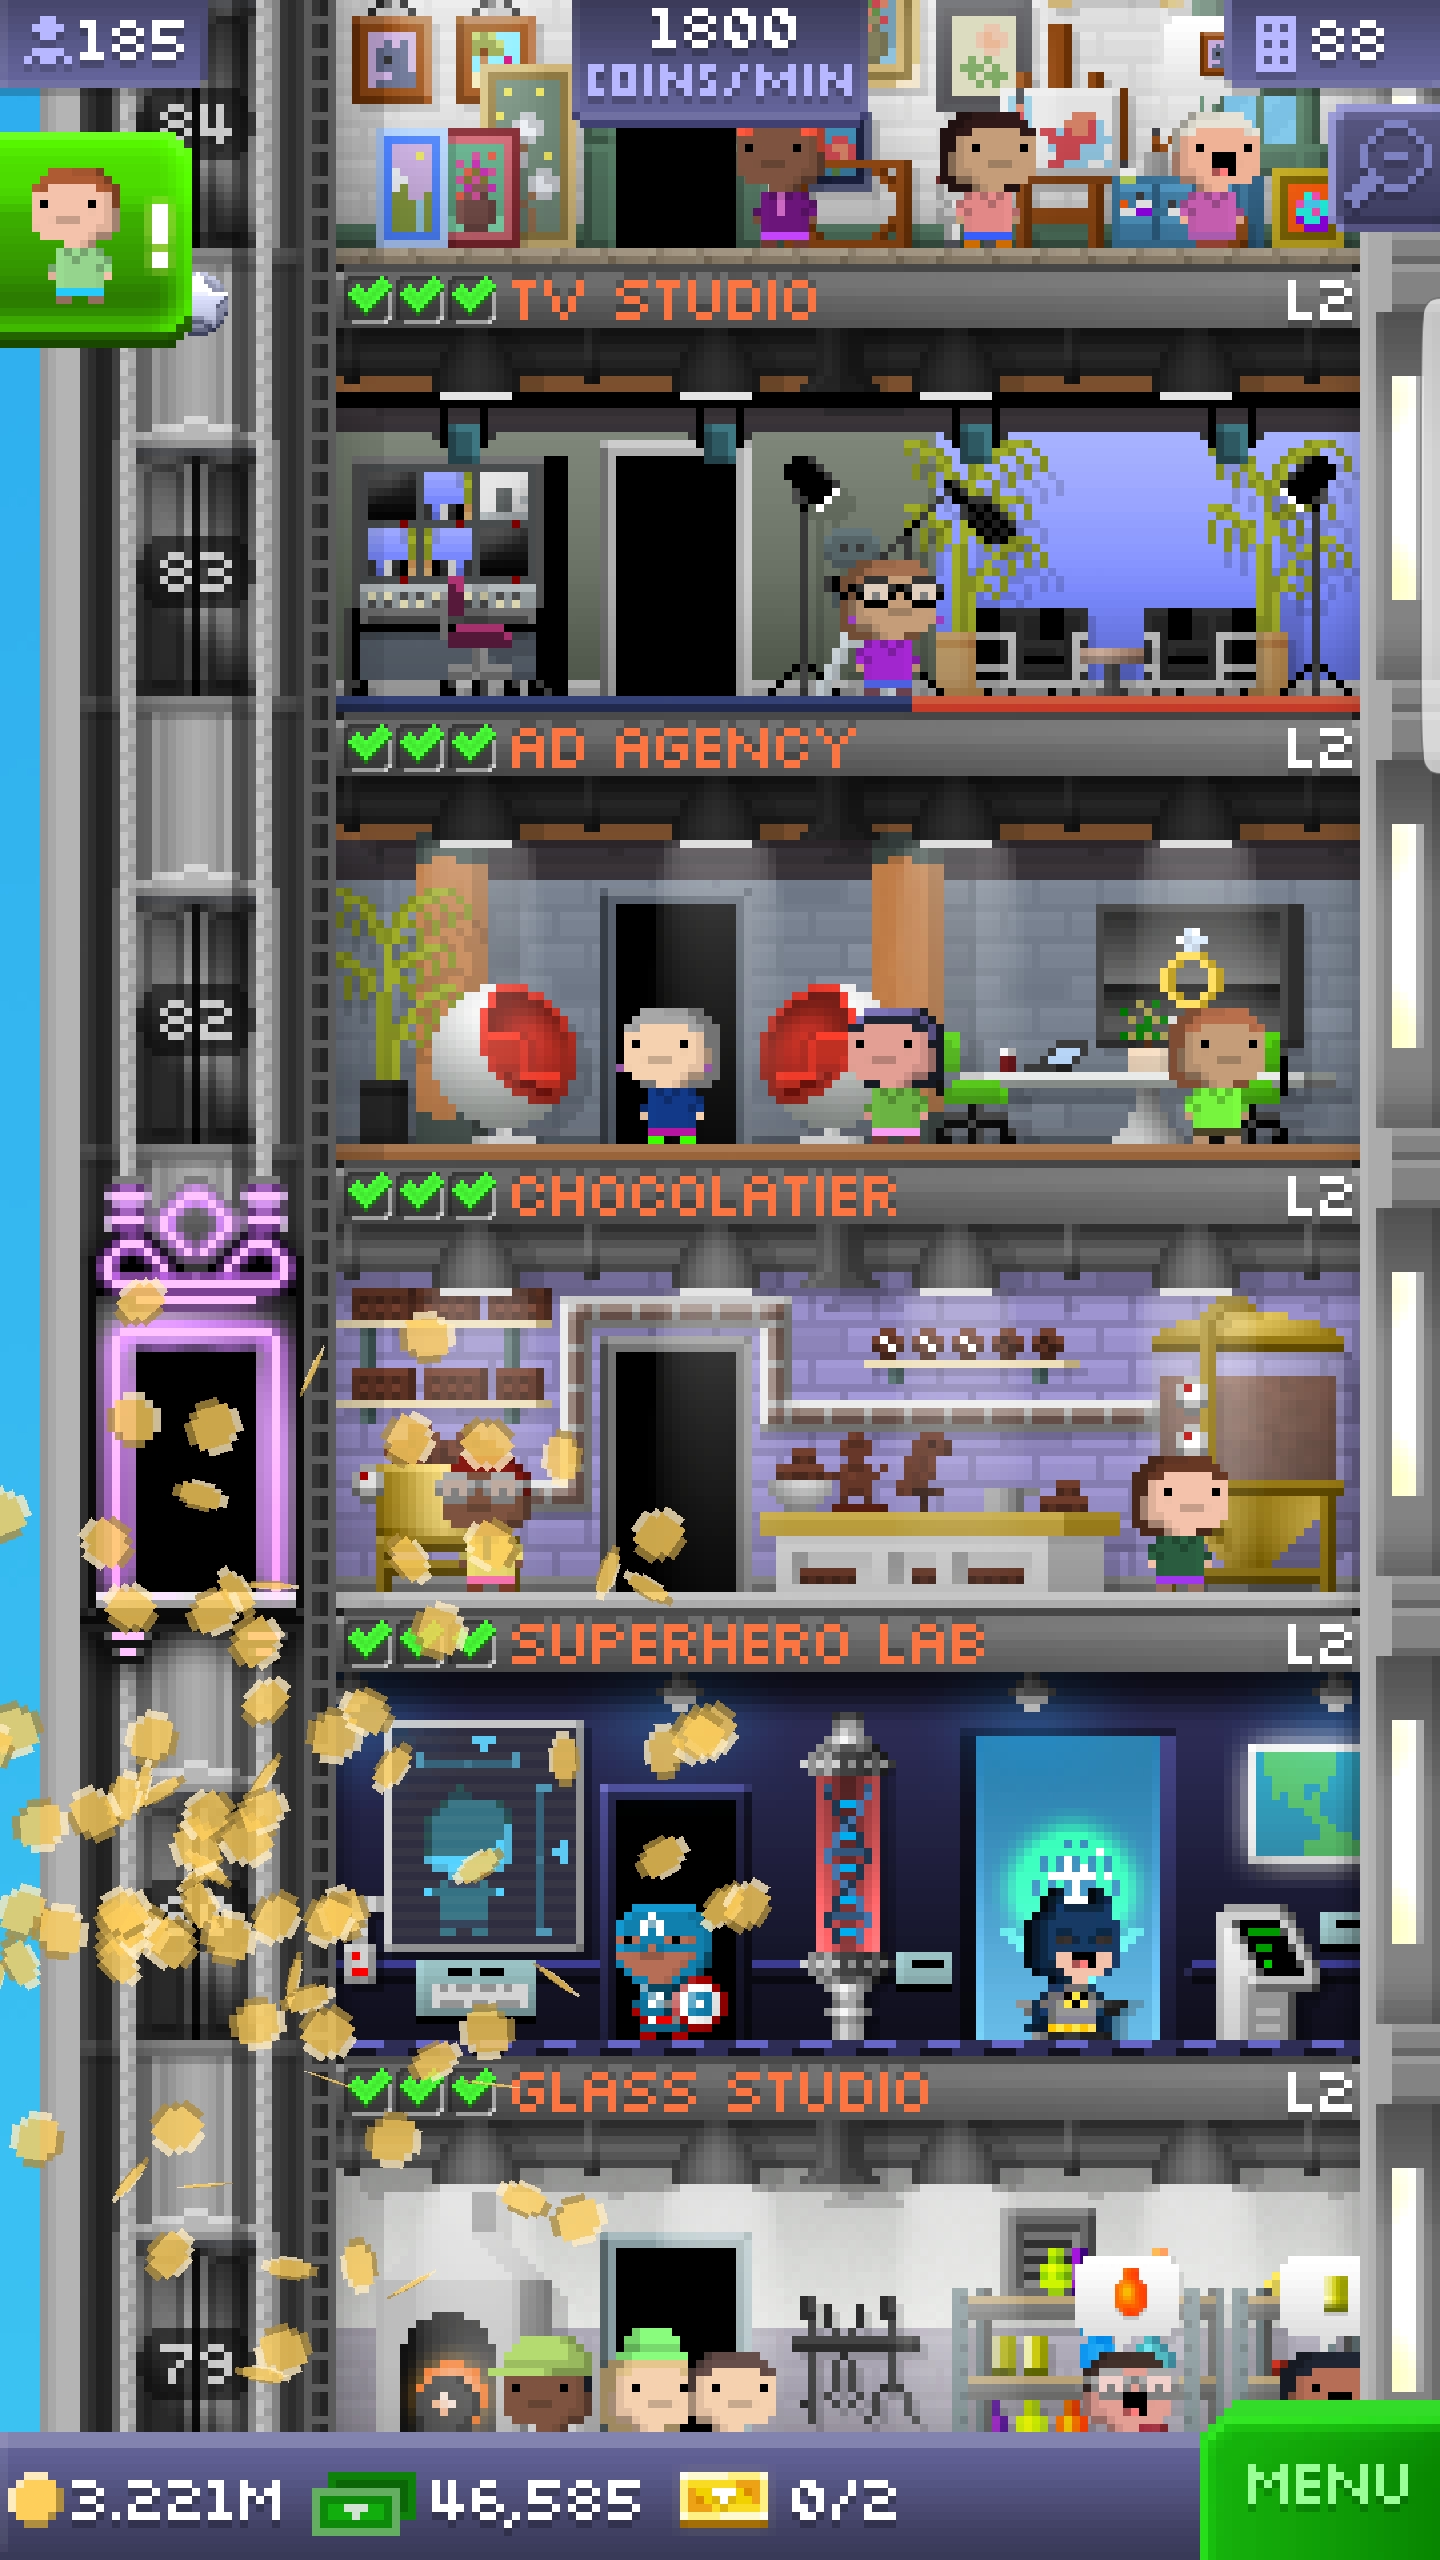 185
1800
COINS/MIN
88
84
!
TV STUDIO
L2
83
AD AGENCY
L2
82
CHOCOLATIER
L2
SUPERHERO LAB
L2
GLASS STUDIO
L2
79
3.221M
46,585
0/2
MENU